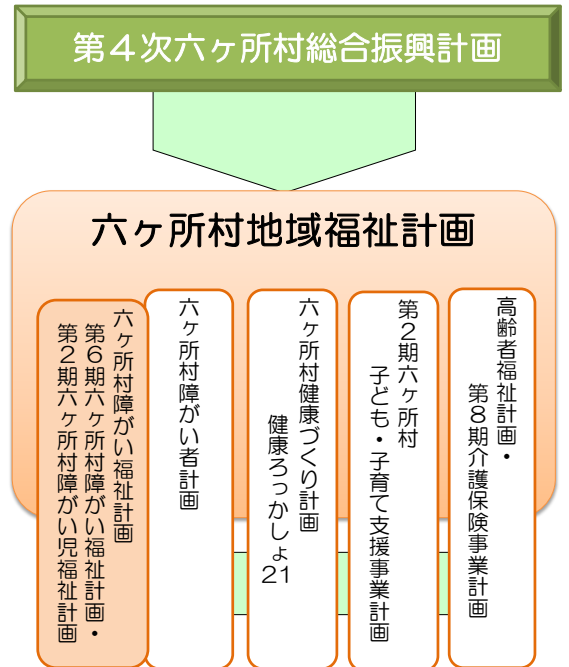 第４次六ヶ所村総合振興計画
六ヶ所村地域福祉計画
高齢者福祉計画・
第８期介護保険事業計画
第２期六ヶ所村
子ども・子育て支援事業計画
六ヶ所村健康づくり計画
健康ろっかしょ21
六ヶ所村障がい者計画
六ヶ所村障がい福祉計画
第６期六ヶ所村障がい福祉計画・
第２期六ヶ所村障がい児福祉計画